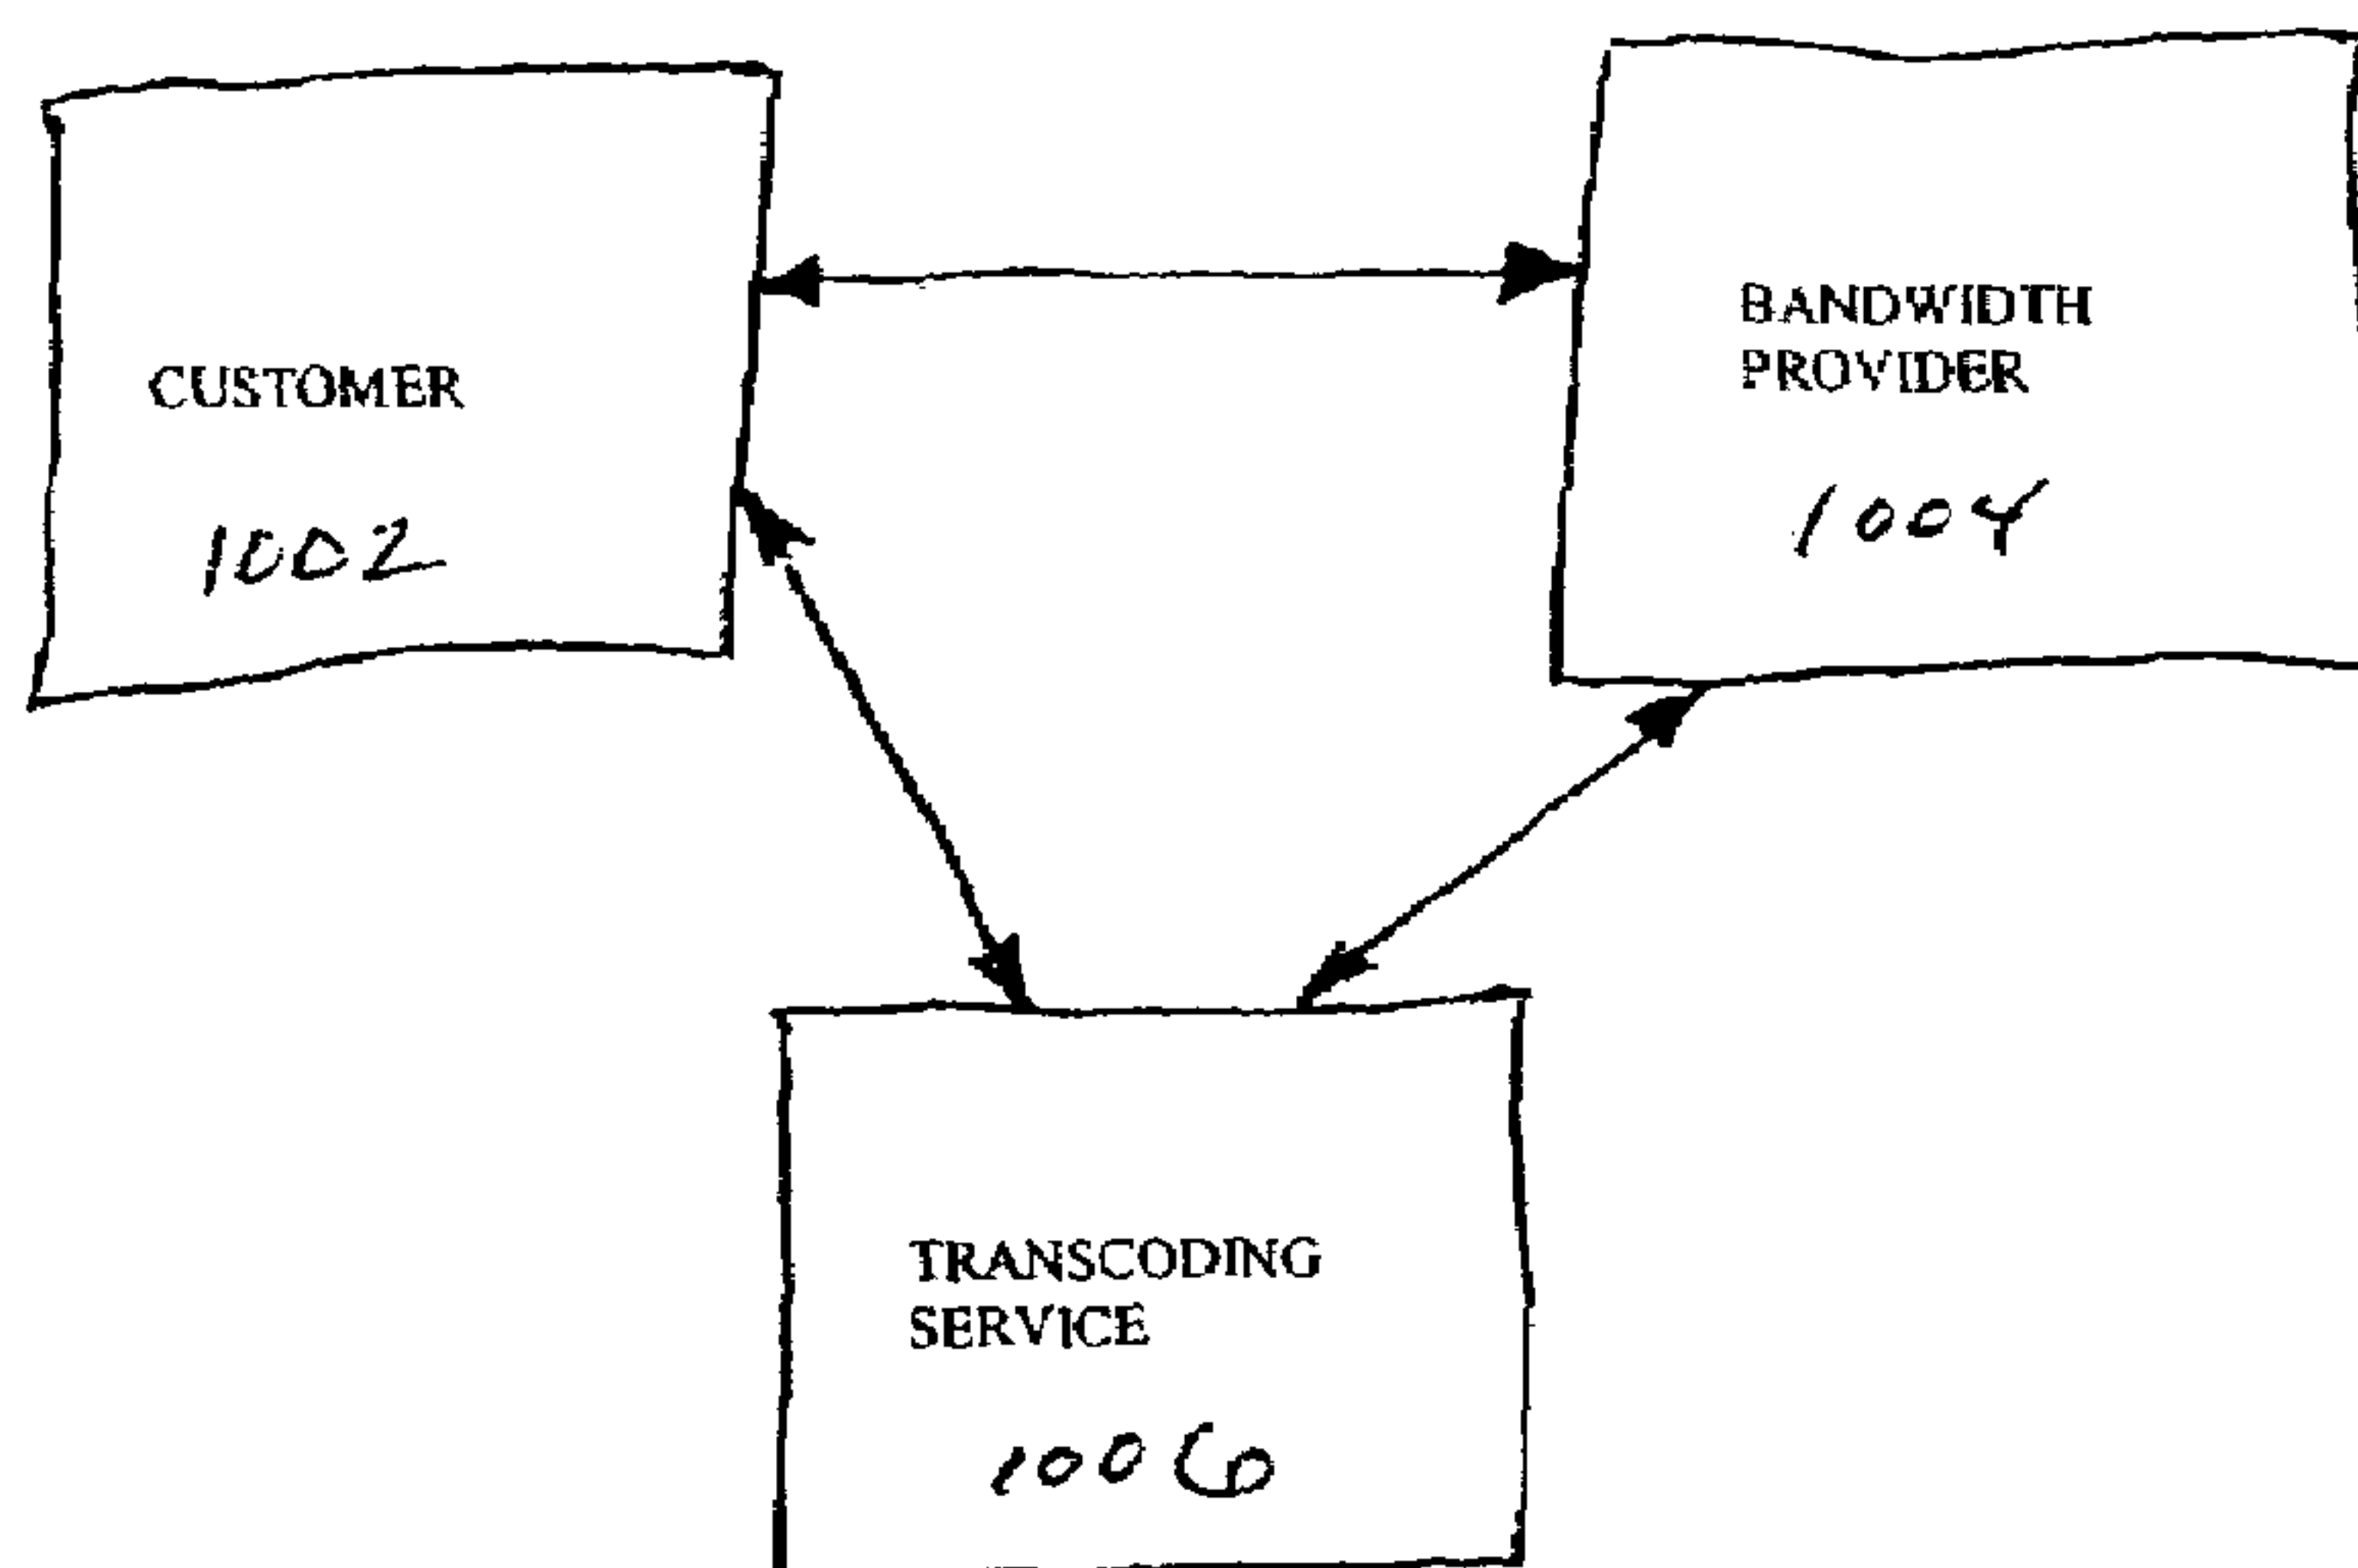 CUSTOMER
1002
BANDWIDTH
PROVIDER
1004
TRANSCODING
SERVICE
1006